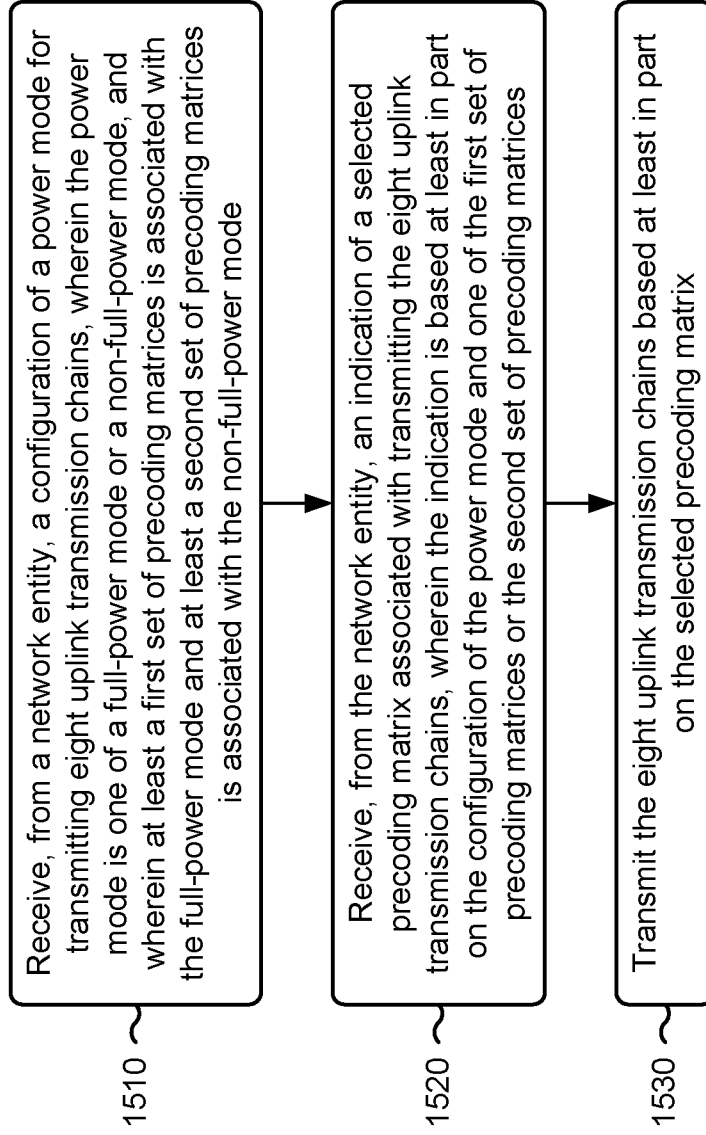 Receive, from a network entity, a configuration of a power mode for
transmitting eight uplink transmission chains, wherein the power
mode is one of a full-power mode or a non-full-power mode, and
wherein at least a first set of precoding matrices is associated with
the full-power mode and at least a second set of precoding matrices
is associated with the non-full-power mode
1510
Receive, from the network entity, an indication of a selected
precoding matrix associated with transmitting the eight uplink
transmission chains, wherein the indication is based at least in part
on the configuration of the power mode and one of the first set of
precoding matrices or the second set of precoding matrices
1520
Transmit the eight uplink transmission chains based at least in part
on the selected precoding matrix
1530